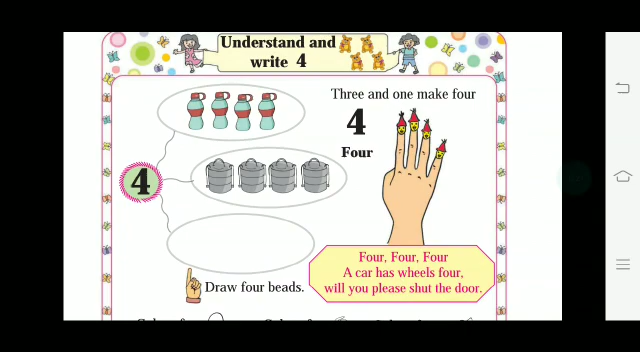 Understand and
write 4
Three and one make four
4
Four
4
Draw four beads.
Four, Four, Four
A car has wheels four,
will you please shut the door.